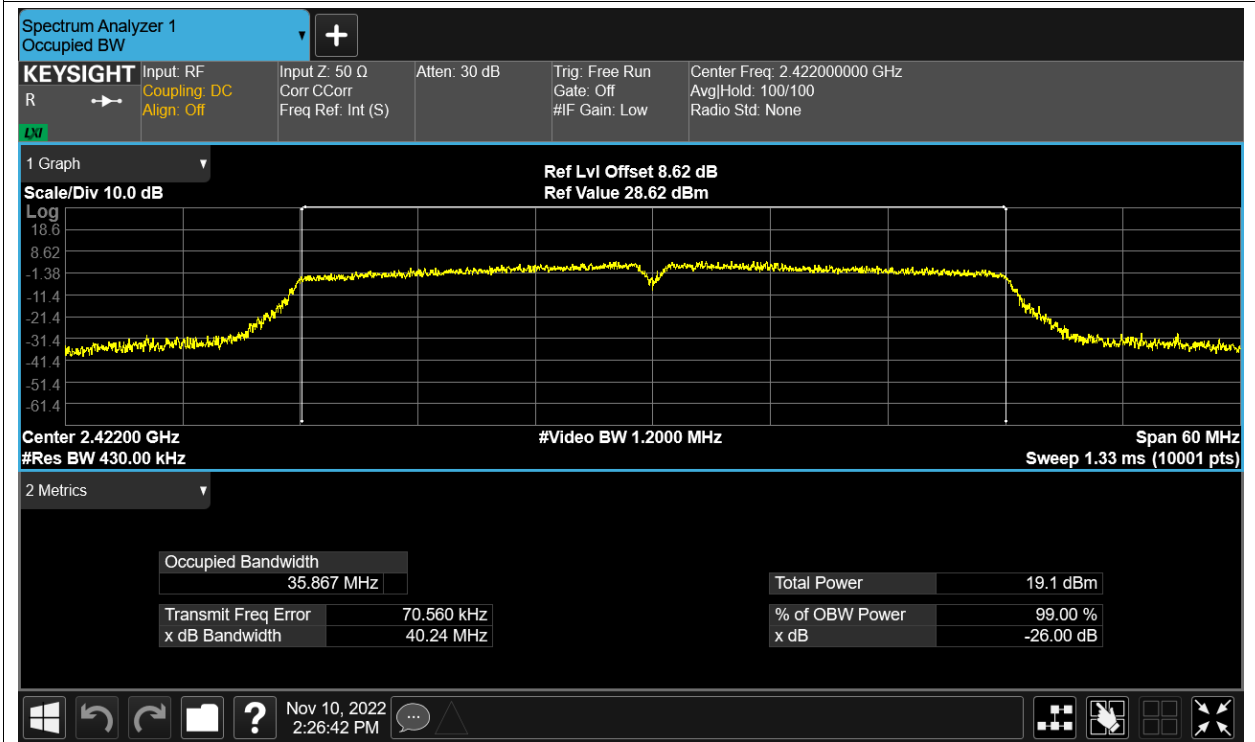 Spectrum Analyzer 1
Occupied BW
KEYSIGHT Input: RF Input Z: 50 Ω Atten: 30 dB Trig: Free Run Center Freq: 2.422000000 GHz
R Coupling: DC Corr CCorr Gate: Off Avg|Hold: 100/100
Align: Off Freq Ref: Int (S) #IF Gain: Low Radio Std: None
LXI
1 Graph
Ref Lvl Offset 8.62 dB
Scale/Div 10.0 dB Ref Value 28.62 dBm
Log
18.6
8.62
-1.38
-11.4
-21.4
-31.4
-41.4
-51.4
-61.4
Center 2.42200 GHz #Video BW 1.2000 MHz Span 60 MHz
#Res BW 430.00 kHz Sweep 1.33 ms (10001 pts)
2 Metrics
Occupied Bandwidth
35.867 MHz Total Power 19.1 dBm
Transmit Freq Error 70.560 kHz % of OBW Power 99.00 %
x dB Bandwidth 40.24 MHz x dB -26.00 dB
? Nov 10, 2022
2:26:42 PM